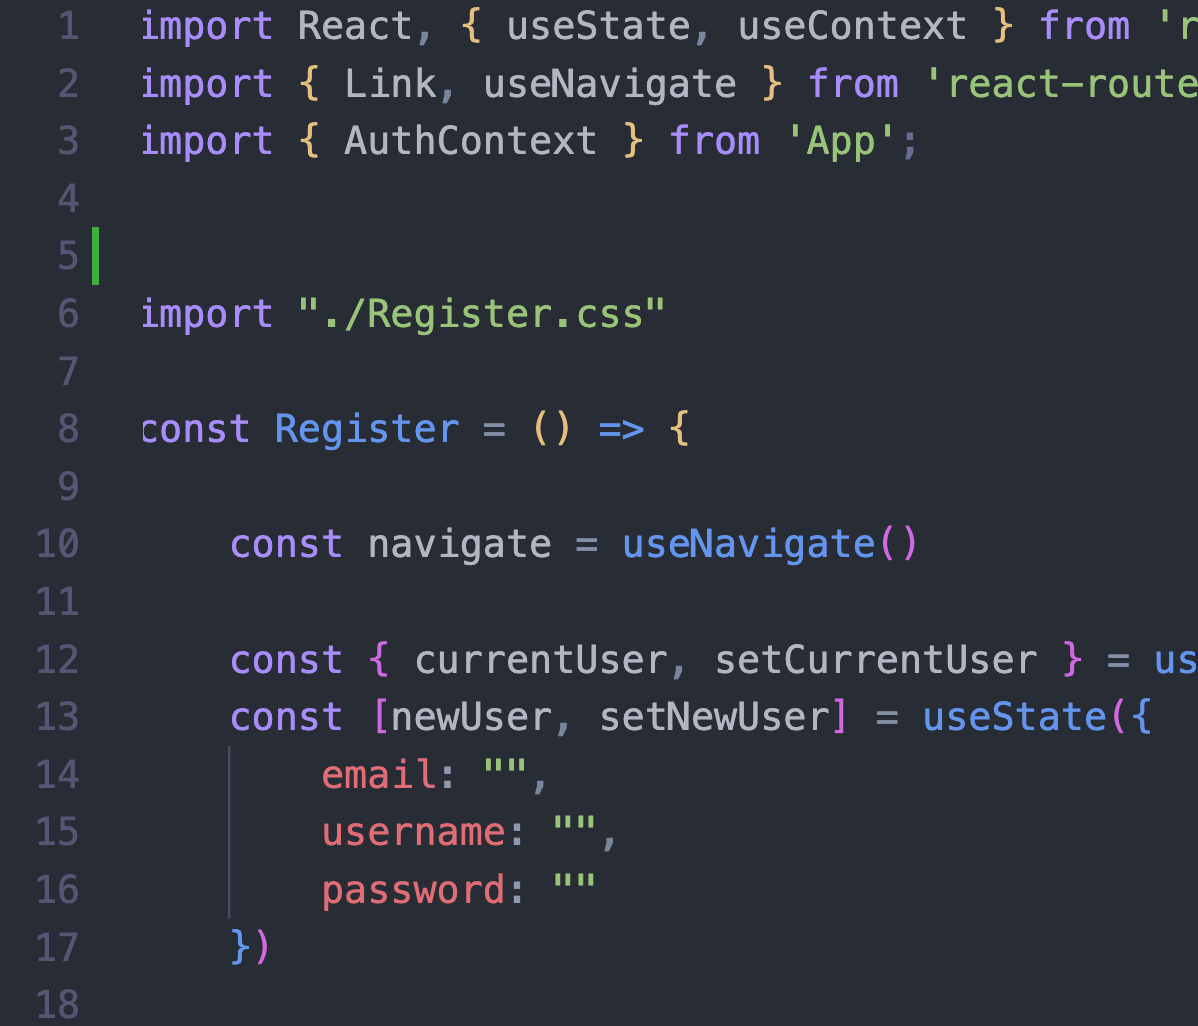 1 import React, { useState, useContext } from 'r
2 import { Link, useNavigate } from 'react-route
3 import { AuthContext } from 'App';
4
5
6 import "./Register.css"
7
8 const Register = () => {
9
10 const navigate = useNavigate()
11
12 const { currentUser, setCurrentUser } = us
13 const [newUser, setNewUser] = useState({
14 email: "",
15 username: "",
16 password: ""
17 })
18